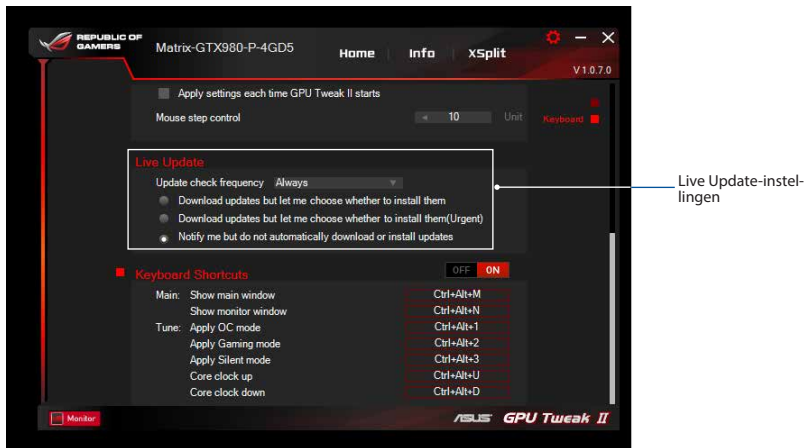 REPUBLIC OF
GAMERS
Matrix-GTX980-P-4GD5
Home
Info
XSplit
V 1.0.7.0
Apply settings each time GPU Tweak II starts
Mouse step control
10
Unit
Keyboard
Live Update
Update check frequency Always
Download updates but let me choose whether to install them
Download updates but let me choose whether to install them(Urgent)
Notify me but do not automatically download or install updates
Live Update-instel-
lingen
Keyboard Shortcuts
OFF ON
Main: Show main window Ctrl+Alt+M
Show monitor window Ctrl+Alt+N
Tune: Apply OC mode Ctrl+Alt+1
Apply Gaming mode Ctrl+Alt+2
Apply Silent mode Ctrl+Alt+3
Core clock up Ctrl+Alt+U
Core clock down Ctrl+Alt+D
Monitor
ASUS GPU Tweak II